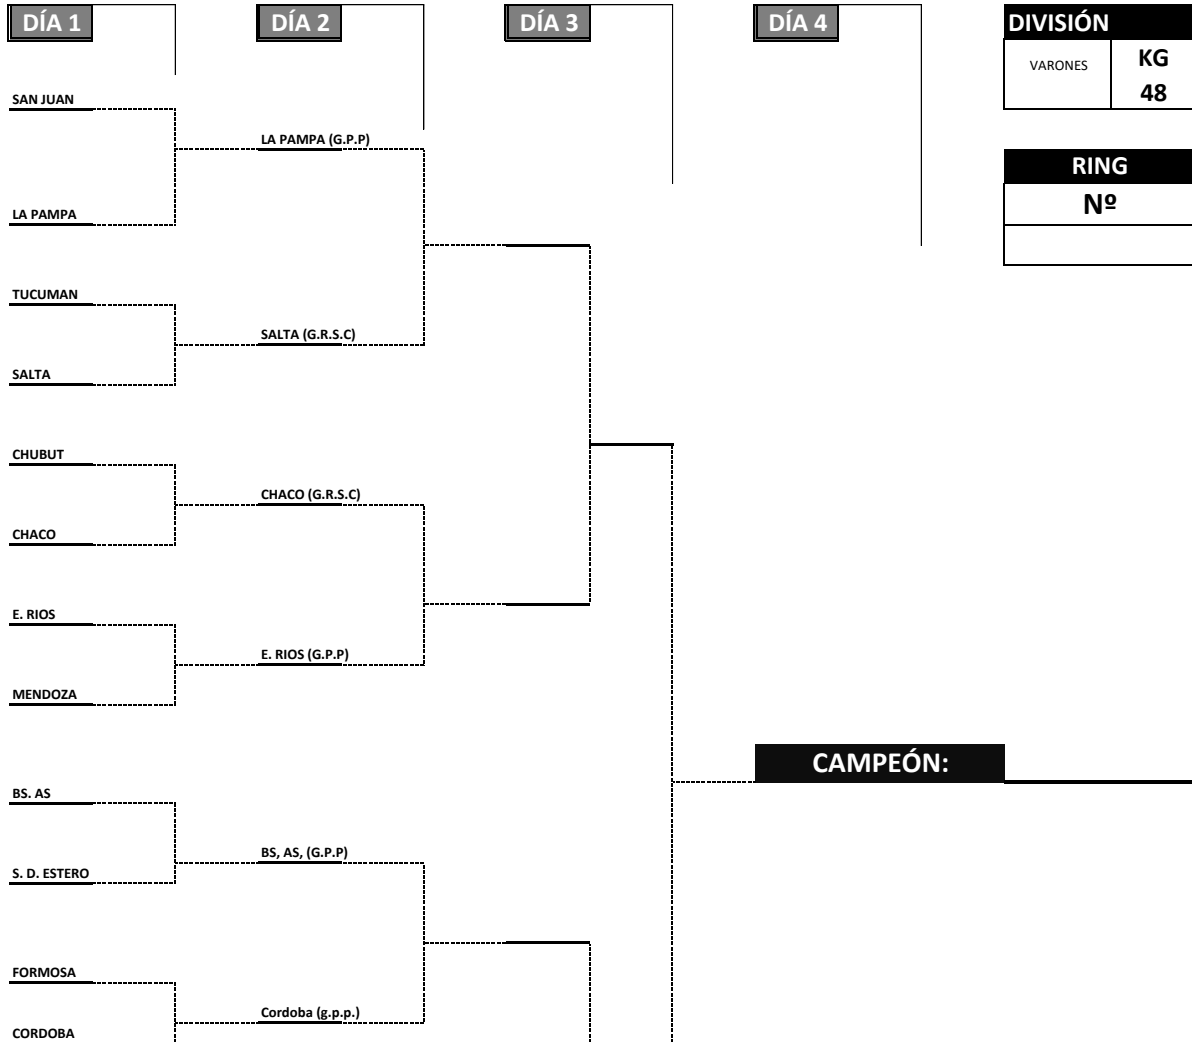 DÍA 1
DÍA 2
DÍA 3
DÍA 4
DIVISIÓN
VARONES
KG
48
SAN JUAN
LA PAMPA (G.P.P)
RING
Nº
LA PAMPA
TUCUMAN
SALTA (G.R.S.C)
SALTA
CHUBUT
CHACO (G.R.S.C)
CHACO
E. RIOS
E. RIOS (G.P.P)
MENDOZA
CAMPEÓN:
BS. AS
BS, AS, (G.P.P)
S. D. ESTERO
FORMOSA
Cordoba (g.p.p.)
CORDOBA